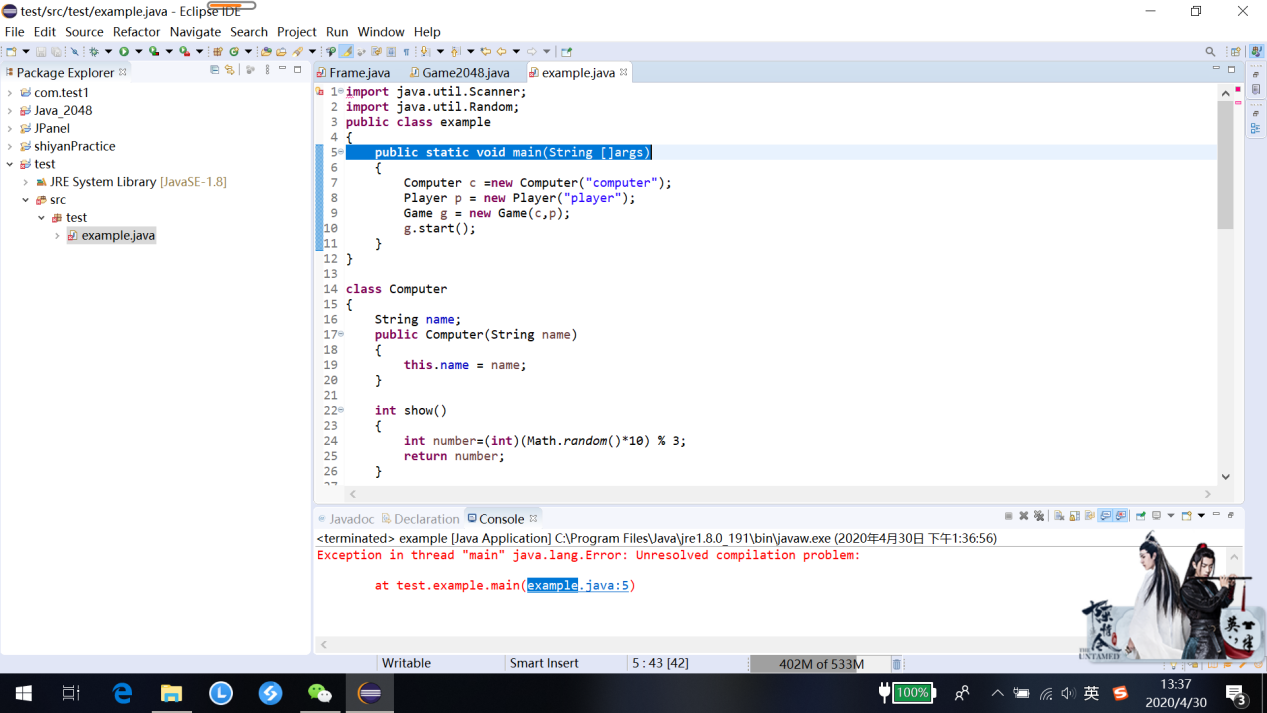 test/src/test/example.java - Eclipse IDE
File Edit Source Refactor Navigate Search Project Run Window Help
Package Explorer
com.test1
Java_2048
JPanel
shiyanPractice
test
JRE System Library [JavaSE-1.8]
src
test
example.java
Frame.java Game2048.java example.java
1 import java.util.Scanner;
2 import java.util.Random;
3 public class example
4 {
5 public static void main(String []args)
6 {
7 Computer c =new Computer("computer");
8 Player p = new Player("player");
9 Game g = new Game(c,p);
10 g.start();
11 }
12 }
13
14 class Computer
15 {
16 String name;
17 public Computer(String name)
18 {
19 this.name = name;
20 }
21
22 int show()
23 {
24 int number=(int)(Math.random()*10) % 3;
25 return number;
26 }
27
Javadoc Declaration Console
<terminated> example [Java Application] C:\Program Files\Java\jre1.8.0_191\bin\javaw.exe (2020年4月30日 下午1:36:56)
Exception in thread "main" java.lang.Error: Unresolved compilation problem:
at test.example.main(example.java:5)
陈情令
THE UNTAMED
英
Writable Smart Insert 5 : 43 [42] 402M of 533M
100%
英
13:37
2020/4/30
3